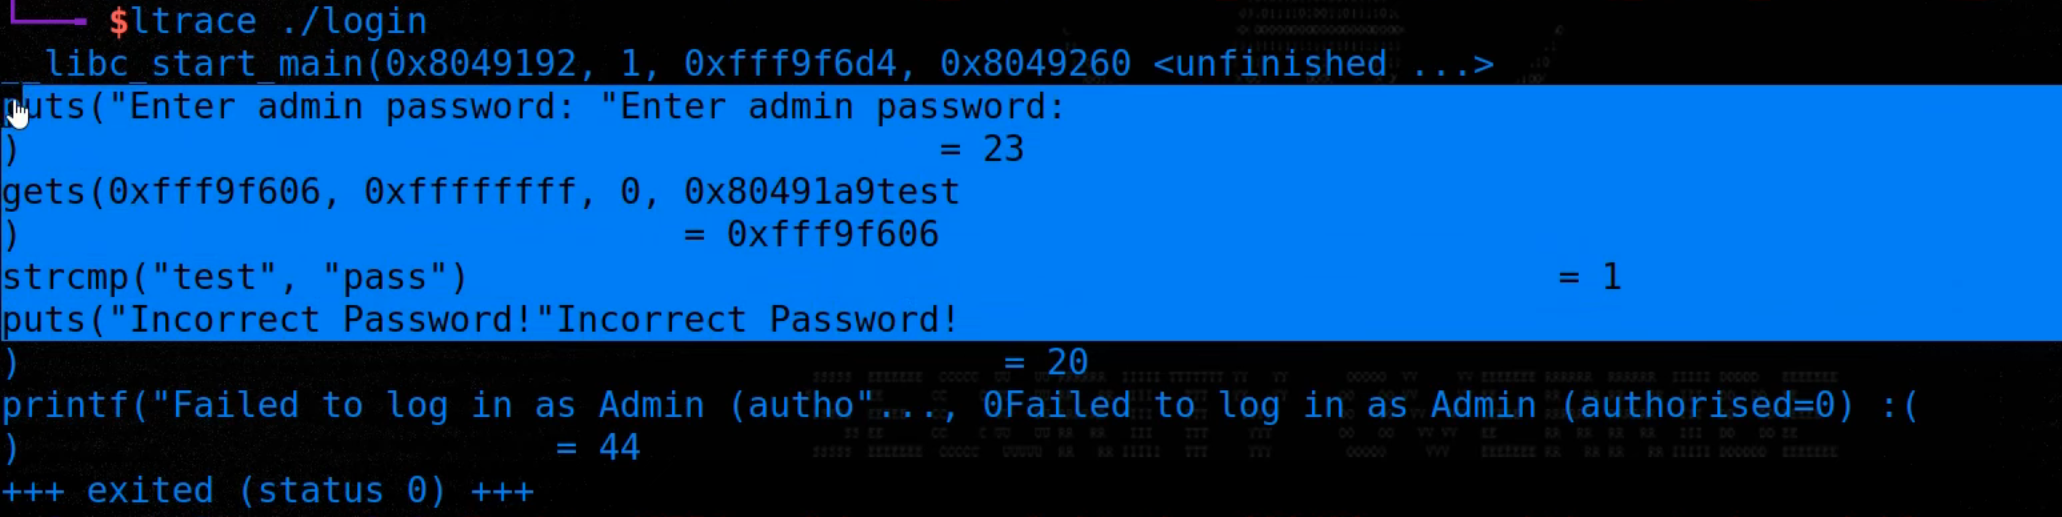 $ltrace ./login
__libc_start_main(0x8049192, 1, 0xfff9f6d4, 0x8049260 <unfinished ...>
puts("Enter admin password: "Enter admin password:
) = 23
gets(0xfff9f606, 0xffffffff, 0, 0x80491a9test
) = 0xfff9f606
strcmp("test", "pass") = 1
puts("Incorrect Password!"Incorrect Password!
) = 20
printf("Failed to log in as Admin (autho"..., 0Failed to log in as Admin (authorised=0) :(
) = 44
+++ exited (status 0) +++